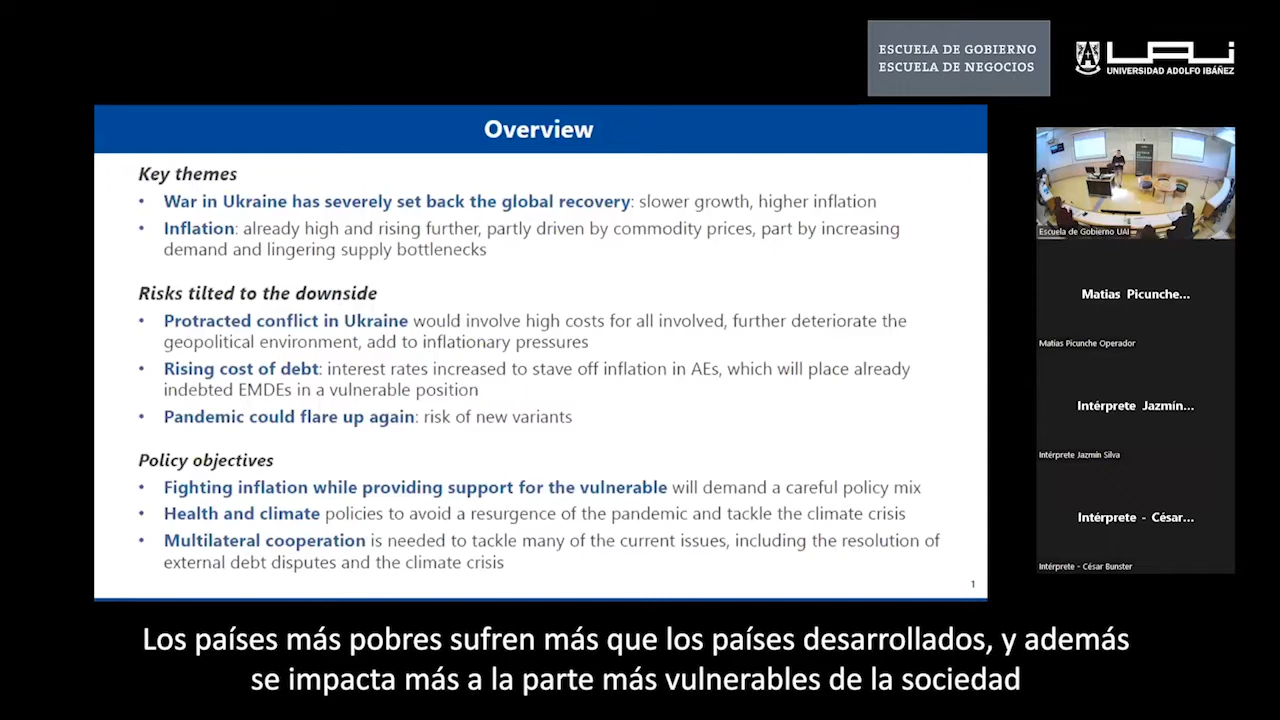 ESCUELA DE GOBIERNO
ESCUELA DE NEGOCIOS
UAI
UNIVERSIDAD ADOLFO IBÁÑEZ
Overview
Key themes
• War in Ukraine has severely set back the global recovery: slower growth, higher inflation
• Inflation: already high and rising further, partly driven by commodity prices, part by increasing
demand and lingering supply bottlenecks
Risks tilted to the downside
• Protracted conflict in Ukraine would involve high costs for all involved, further deteriorate the
geopolitical environment, add to inflationary pressures
• Rising cost of debt: interest rates increased to stave off inflation in AEs, which will place already
indebted EMDEs in a vulnerable position
• Pandemic could flare up again: risk of new variants
Policy objectives
• Fighting inflation while providing support for the vulnerable will demand a careful policy mix
• Health and climate policies to avoid a resurgence of the pandemic and tackle the climate crisis
• Multilateral cooperation is needed to tackle many of the current issues, including the resolution of
external debt disputes and the climate crisis
1
Escuela de Gobierno UAI
Matias Picunche...
Matias Picunche Operador
Intérprete Jazmín...
Intérprete Jazmín Silva
Intérprete - César...
Intérprete - César Bunster
Los países más pobres sufren más que los países desarrollados, y además
se impacta más a la parte más vulnerables de la sociedad